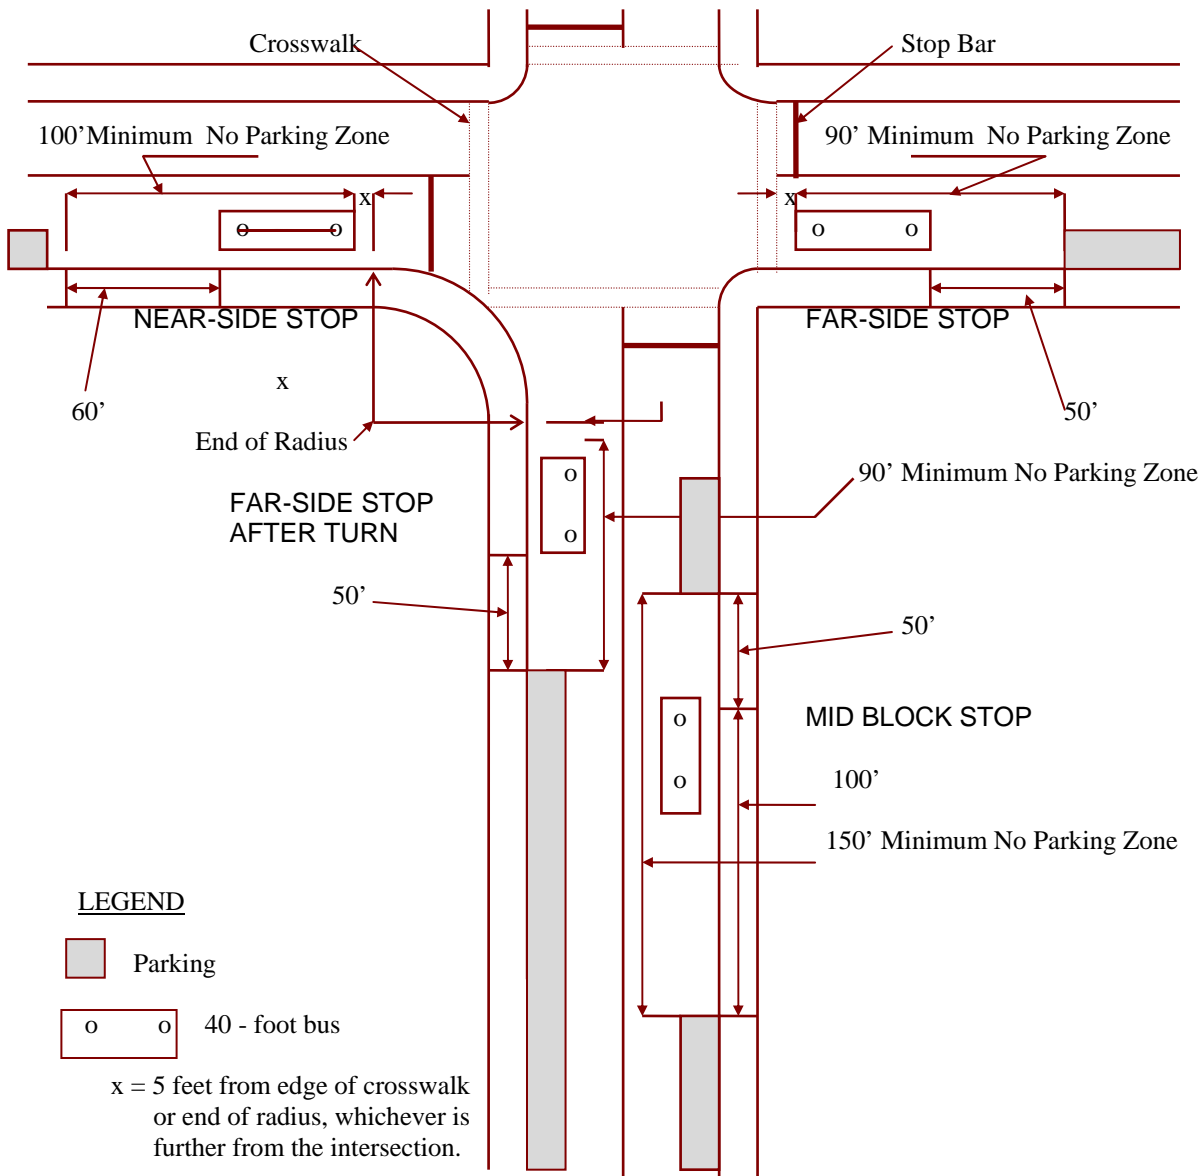 Crosswalk
Stop Bar
100’Minimum  No Parking Zone
90’ Minimum  No Parking Zone
x
x
o o
o o
NEAR-SIDE STOP
FAR-SIDE STOP
x
60’
50’
End of Radius
90’ Minimum No Parking Zone
o
FAR-SIDE STOP
AFTER TURN
o
50’
50’
o
MID BLOCK STOP
o
100’
150’ Minimum No Parking Zone
LEGEND
Parking
o o 40 - foot bus
x = 5 feet from edge of crosswalk
or end of radius, whichever is
further from the intersection.